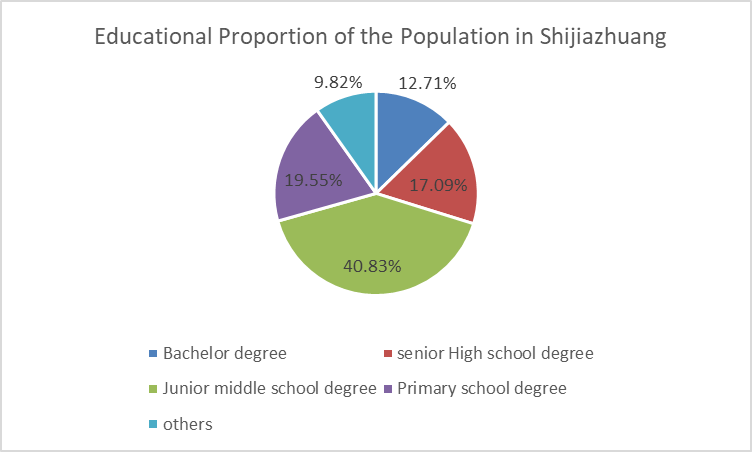 Educational Proportion of the Population in Shijiazhuang
9.82%
12.71%
19.55%
17.09%
40.83%
Bachelor degree
senior High school degree
Junior middle school degree
Primary school degree
others